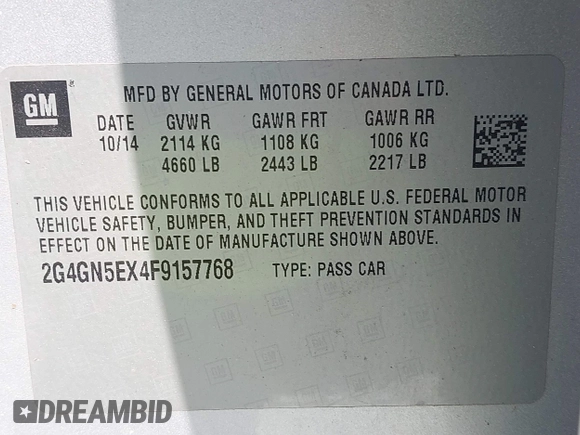 GM
MFD BY GENERAL MOTORS OF CANADA LTD.
DATE GVWR GAWR FRT GAWR RR
10/14 2114 KG 1108 KG 1006 KG
4660 LB 2443 LB 2217 LB
THIS VEHICLE CONFORMS TO ALL APPLICABLE U.S. FEDERAL MOTOR
VEHICLE SAFETY, BUMPER, AND THEFT PREVENTION STANDARDS IN
EFFECT ON THE DATE OF MANUFACTURE SHOWN ABOVE.
2G4GN5EX4F9157768 TYPE: PASS CAR
DREAMBID